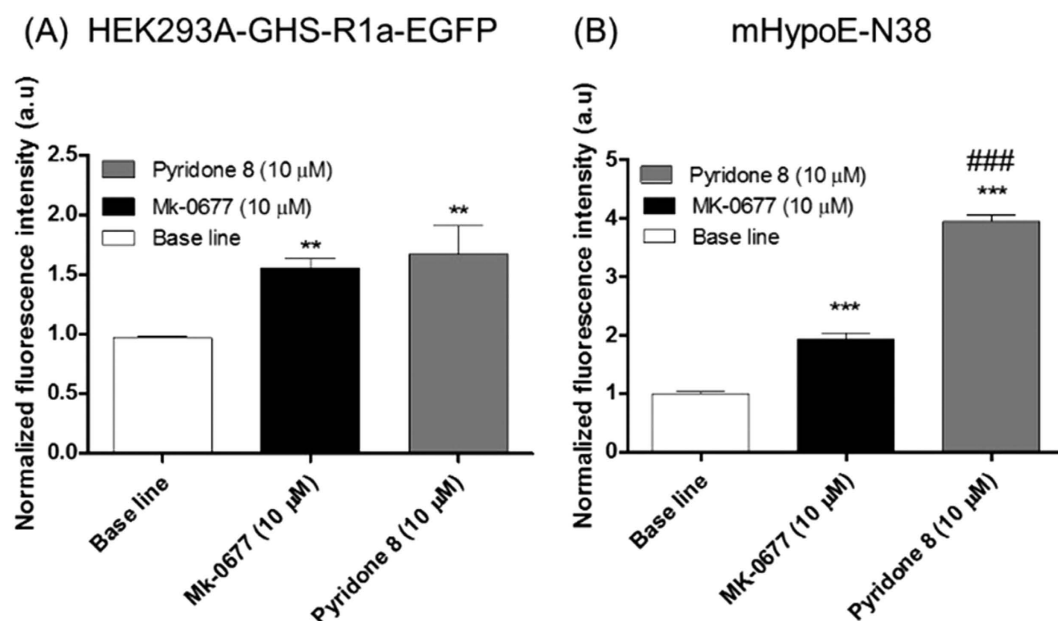 (A) HEK293A-GHS-R1a-EGFP
Normalized fluorescence intensity (a.u)
2.5
2.0
1.5
1.0
0.5
0.0
Pyridone 8 (10 μM)
Mk-0677 (10 μM)
Base line
**
**
Base line
Mk-0677 (10 μM)
Pyridone 8 (10 μM)
(B) mHypoE-N38
Normalized fluorescence intensity (a.u)
5
4
3
2
1
0
Pyridone 8 (10 μM)
MK-0677 (10 μM)
Base line
***
###
***
Base line
MK-0677 (10 μM)
Pyridone 8 (10 μM)